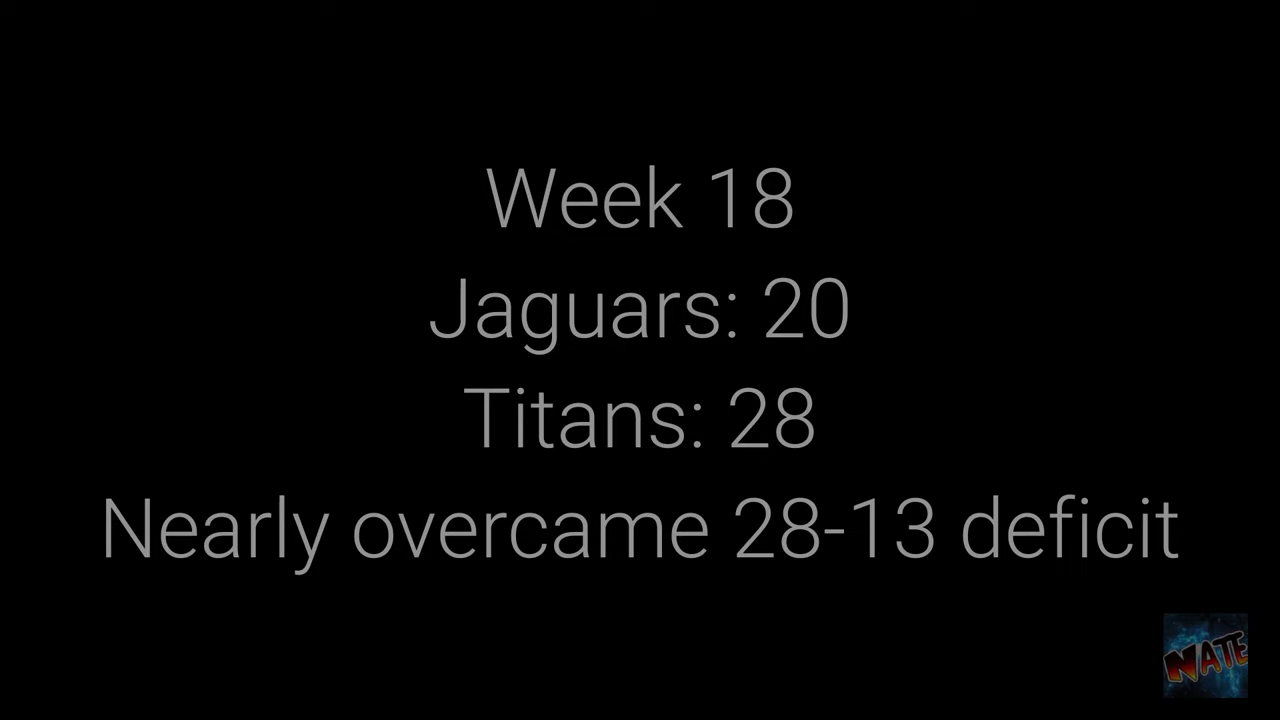 Week 18
Jaguars: 20
Titans: 28
Nearly overcame 28-13 deficit
NATE